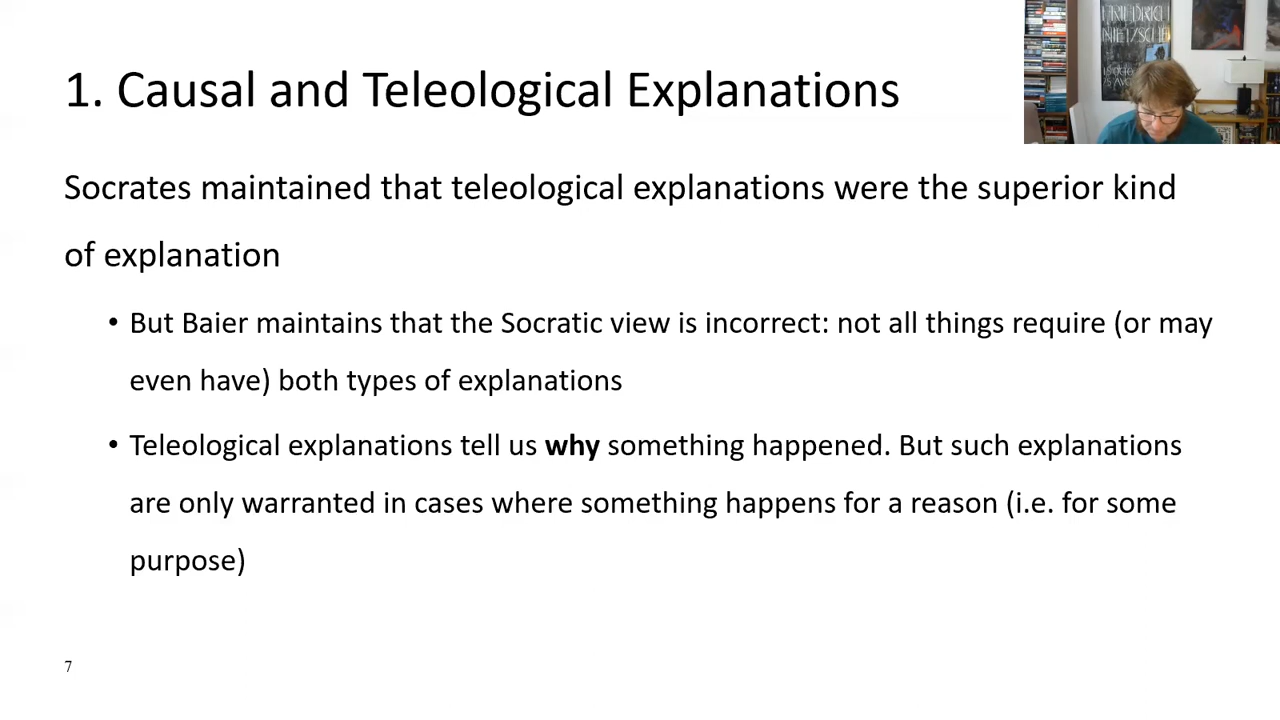 1. Causal and Teleological Explanations
FRIEDRICH
NIETZSCHE
Socrates maintained that teleological explanations were the superior kind
of explanation
• But Baier maintains that the Socratic view is incorrect: not all things require (or may
even have) both types of explanations
• Teleological explanations tell us why something happened. But such explanations
are only warranted in cases where something happens for a reason (i.e. for some
purpose)
7